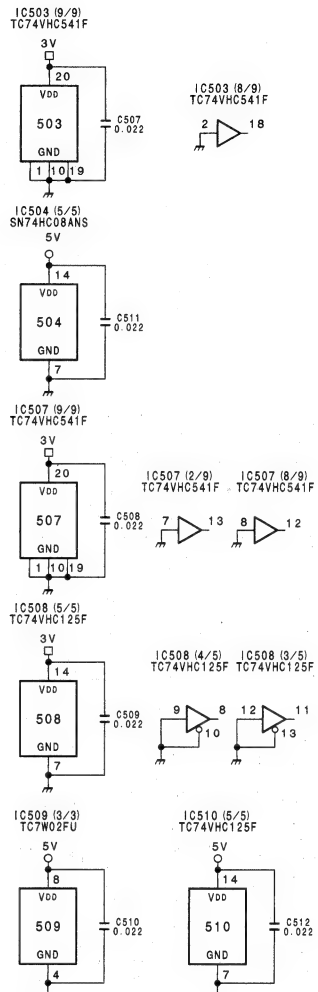 IC503 (9/9)
TC74VHC541F
3V
20
VDD
503
GND
1 10 19
C507
0.022
IC503 (8/9)
TC74VHC541F
2 18
IC504 (5/5)
SN74HC08ANS
5V
14
VDD
504
GND
7
C511
0.022
IC507 (9/9)
TC74VHC541F
3V
20
VDD
507
GND
1 10 19
C508
0.022
IC507 (2/9)
TC74VHC541F
7 13
IC507 (8/9)
TC74VHC541F
8 12
IC508 (5/5)
TC74VHC125F
3V
14
VDD
508
GND
7
C509
0.022
IC508 (4/5)
TC74VHC125F
9 8
10
IC508 (3/5)
TC74VHC125F
12 11
13
IC509 (3/3)
TC7W02FU
5V
8
VDD
509
GND
4
C510
0.022
IC510 (5/5)
TC74VHC125F
5V
14
VDD
510
GND
7
C512
0.022